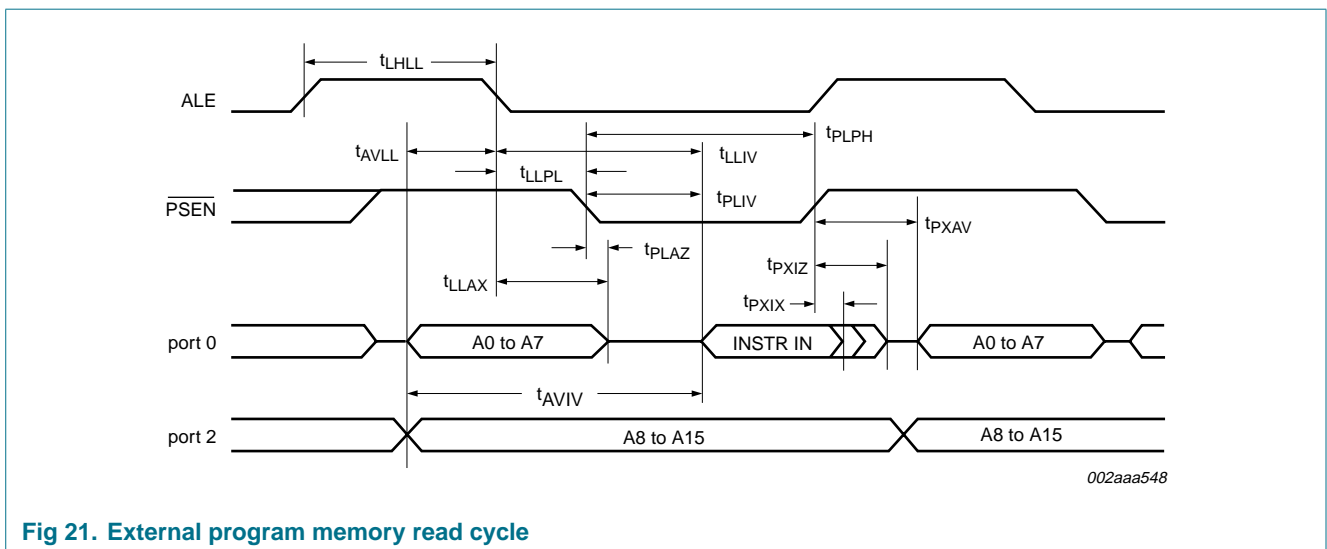 tLHLL
ALE
tPLPH
tAVLL
tLLIV
tLLPL
PSEN
tPLIV
tPXAV
tPLAZ
tPXIZ
tLLAX
tPXIX
port 0
A0 to A7
INSTR IN
A0 to A7
tAVIV
port 2
A8 to A15
A8 to A15
002aaa548
Fig 21. External program memory read cycle